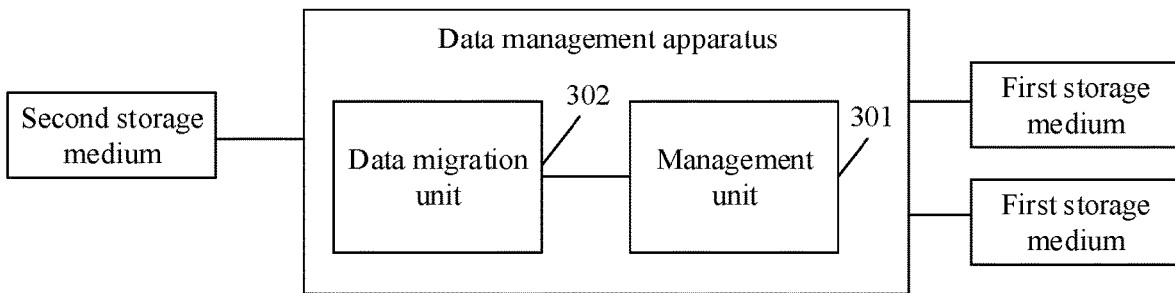 Data management apparatus
Second storage
medium
302
Data migration
unit
301
Management
unit
First storage
medium
First storage
medium